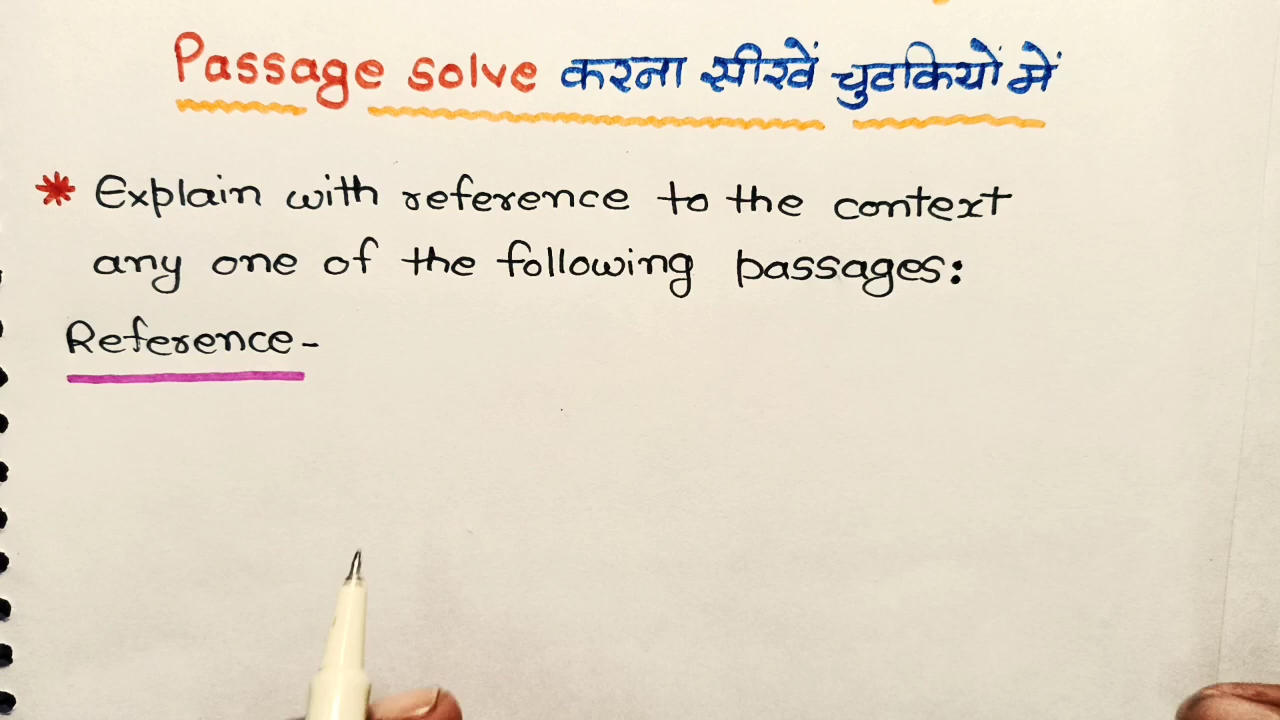 Passage solve करना सीखें चुटकियों में
* Explain with reference to the context
any one of the following passages:
Reference-